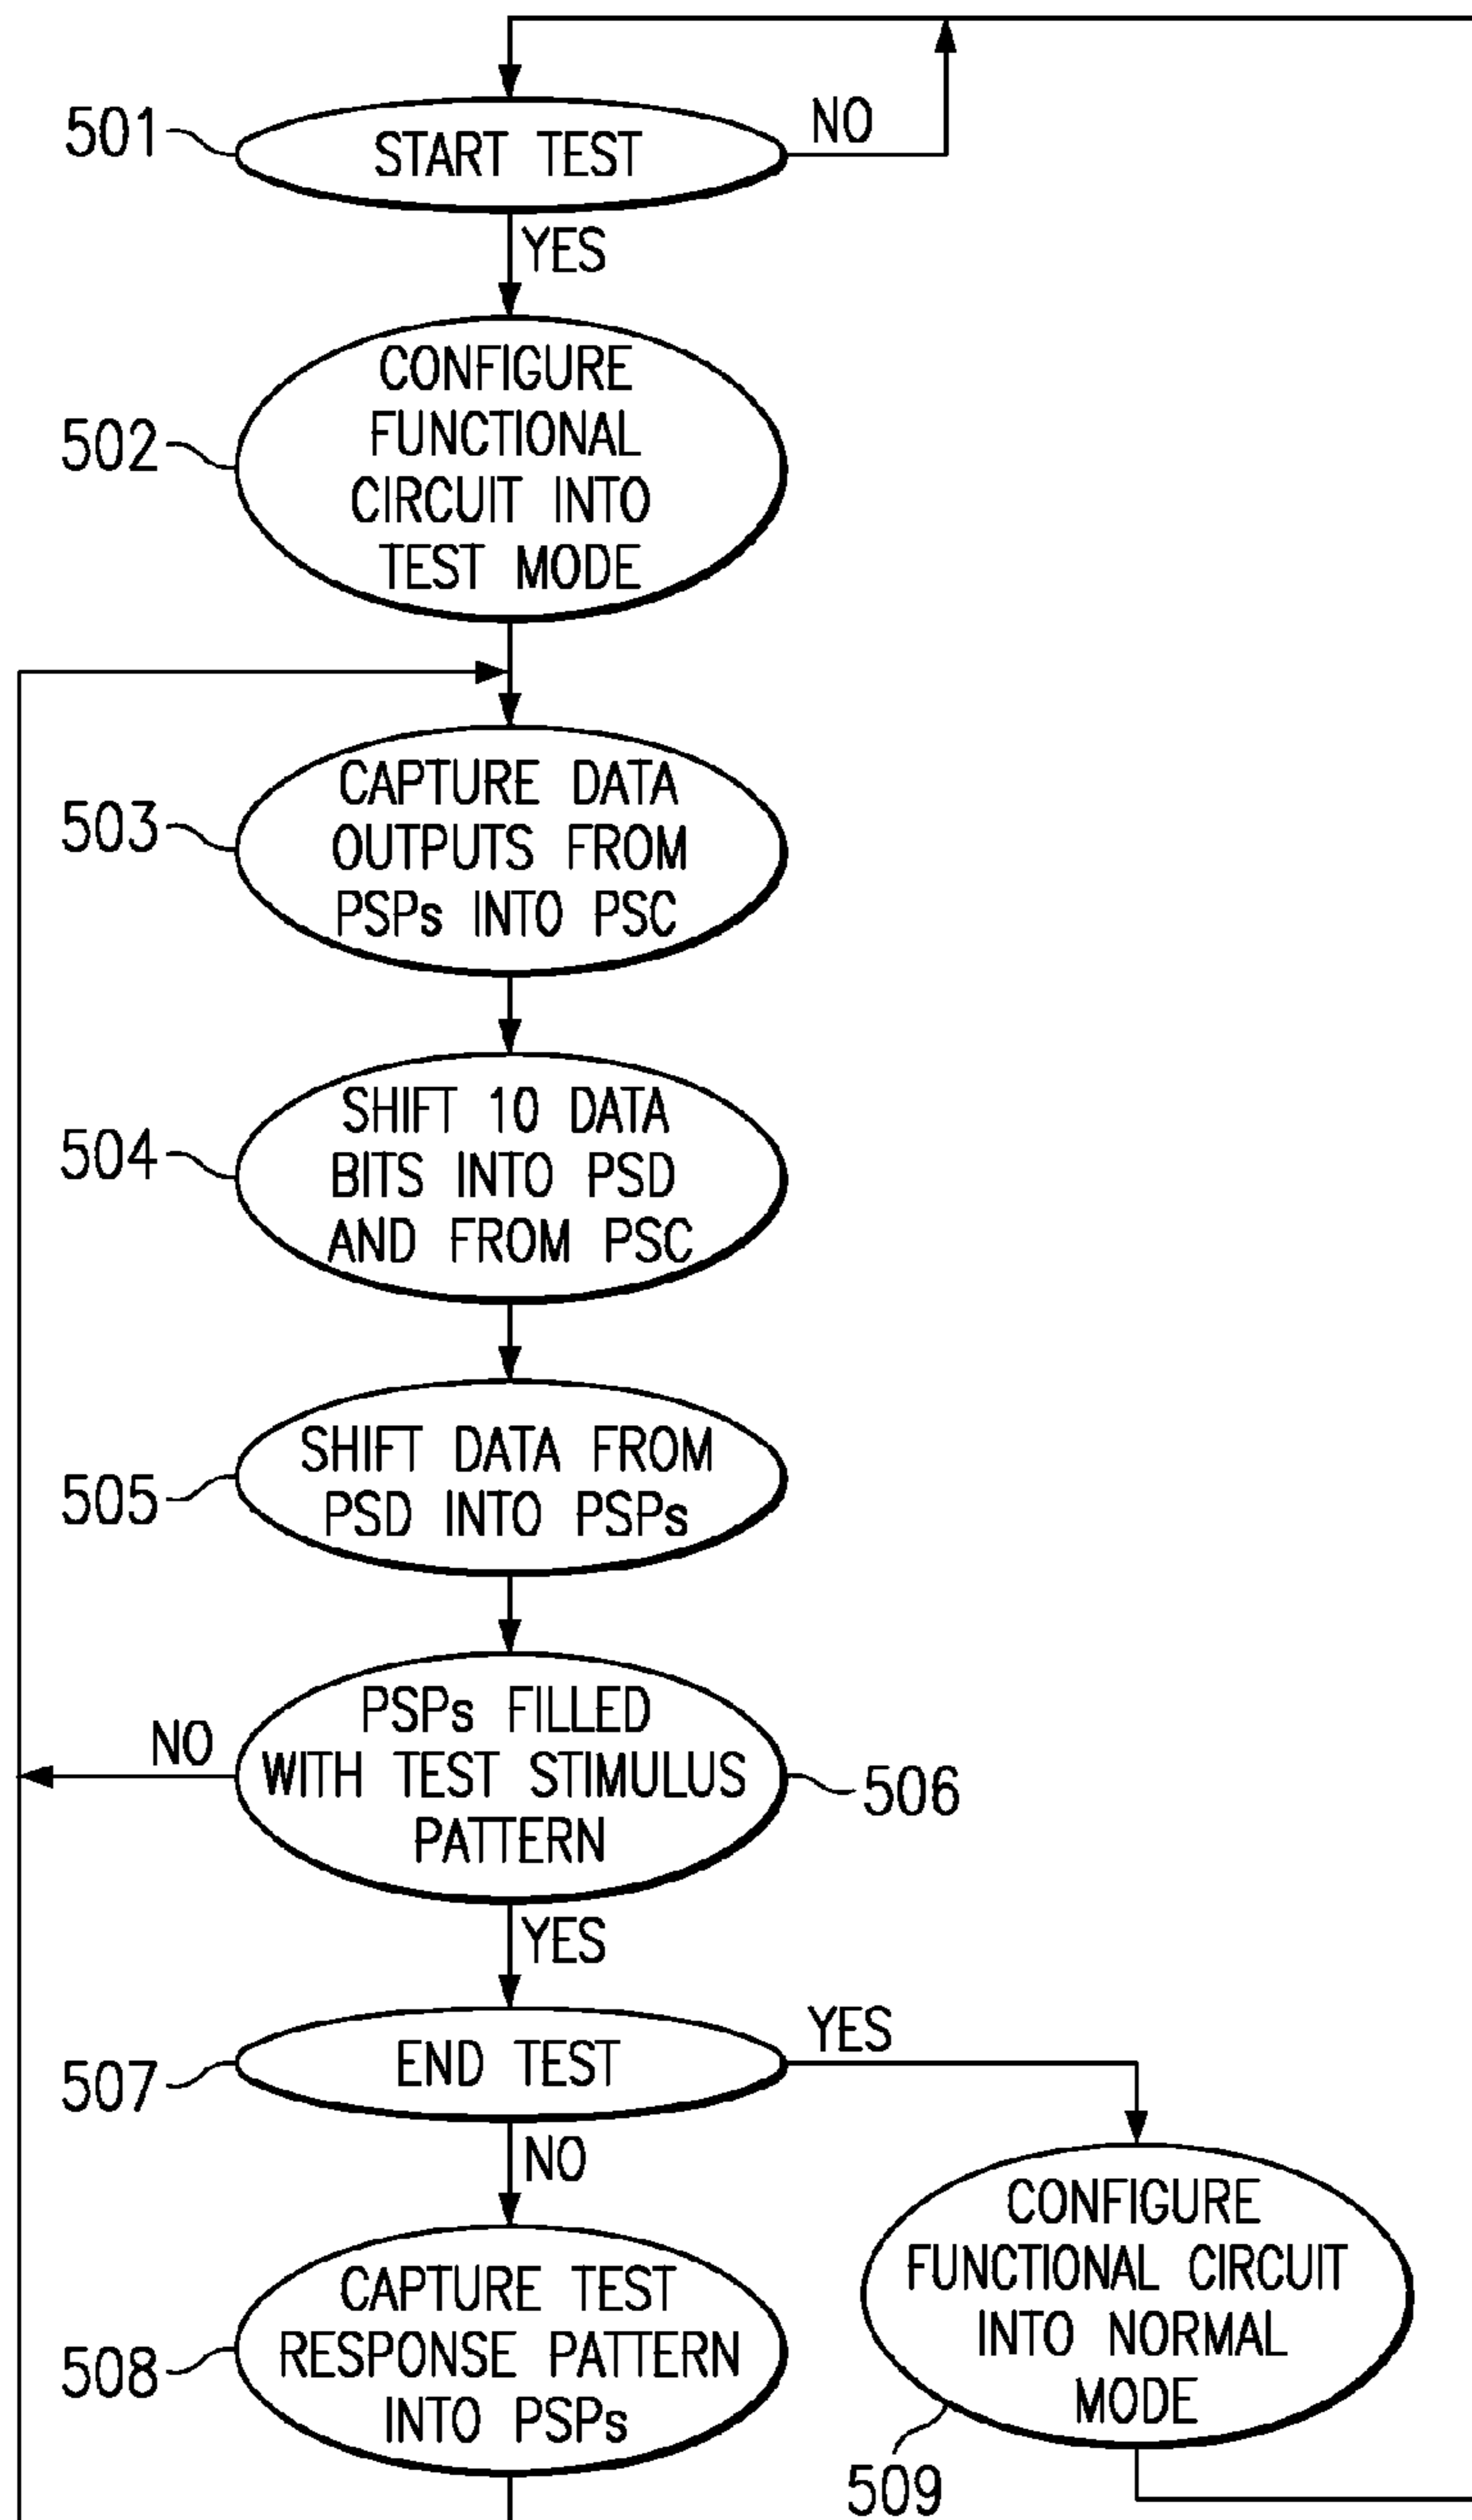 501
START TEST
NO
YES
502
CONFIGURE
FUNCTIONAL
CIRCUIT INTO
TEST MODE
503
CAPTURE DATA
OUTPUTS FROM
PSPs INTO PSC
504
SHIFT 10 DATA
BITS INTO PSD
AND FROM PSC
505
SHIFT DATA FROM
PSD INTO PSPs
NO
PSPs FILLED
WITH TEST STIMULUS
PATTERN
506
YES
507
END TEST
YES
NO
508
CAPTURE TEST
RESPONSE PATTERN
INTO PSPs
CONFIGURE
FUNCTIONAL CIRCUIT
INTO NORMAL
MODE
509